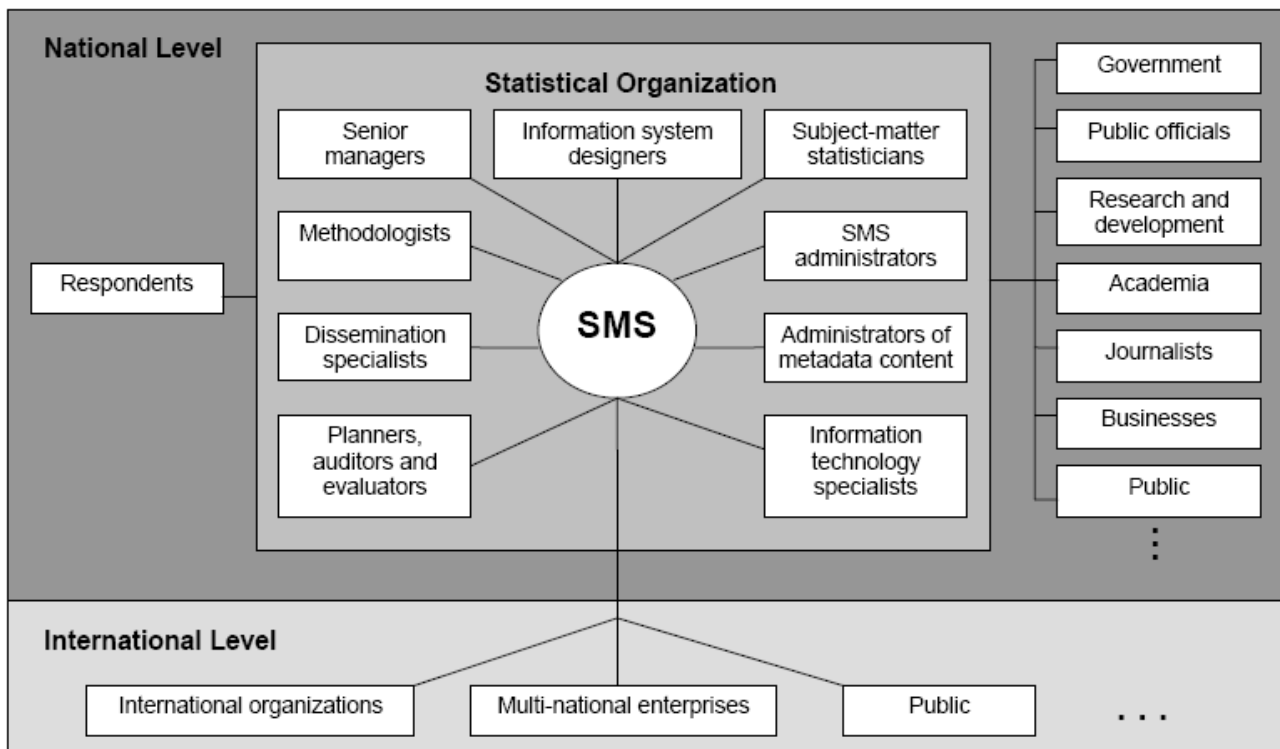 National Level
Statistical Organization
Senior
managers
Information system
designers
Subject-matter
statisticians
Methodologists
SMS
administrators
Respondents
SMS
Dissemination
specialists
Administrators of
metadata content
Planners,
auditors and
evaluators
Information
technology
specialists
Government
Public officials
Research and
development
Academia
Journalists
Businesses
Public
...
International Level
International organizations
Multi-national enterprises
Public
. . .